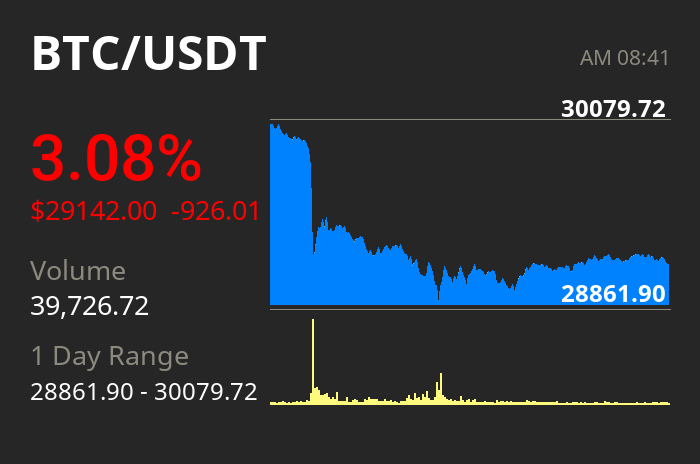 BTC/USDT
AM 08:41
30079.72
3.08%
$29142.00 -926.01
Volume
39,726.72
28861.90
1 Day Range
28861.90 - 30079.72